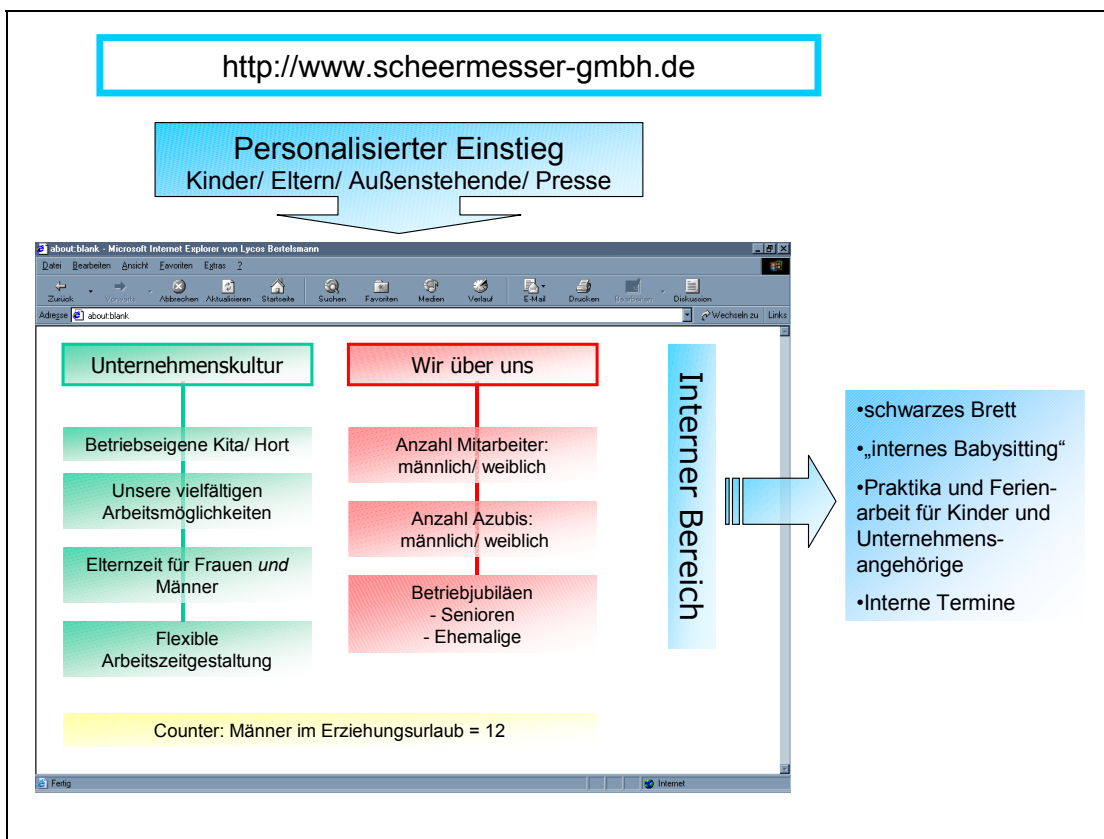 http://www.scheermesser-gmbh.de
Personalisierter Einstieg
Kinder/ Eltern/ Außenstehende/ Presse
about:blank - Microsoft Internet Explorer von Lycos Bertelsmann
Datei Bearbeiten Ansicht Favoriten Extras ?
Zurück Vorwärts Abbrechen Aktualisieren Startseite Suchen Favoriten Medien Verlauf E-Mail Drucken Bearbeiten Diskussion
Adresse about:blank Wechseln zu Links
Unternehmenskultur
Betriebseigene Kita/ Hort
Unsere vielfältigen
Arbeitsmöglichkeiten
Elternzeit für Frauen und
Männer
Flexible
Arbeitszeitgestaltung
Wir über uns
Anzahl Mitarbeiter:
männlich/ weiblich
Anzahl Azubis:
männlich/ weiblich
Betriebjubiläen
- Senioren
- Ehemalige
Interner Bereich
•schwarzes Brett
•„internes Babysitting“
•Praktika und Ferien-
arbeit für Kinder und
Unternehmens-
angehörige
•Interne Termine
Counter: Männer im Erziehungsurlaub = 12
Fertig Internet